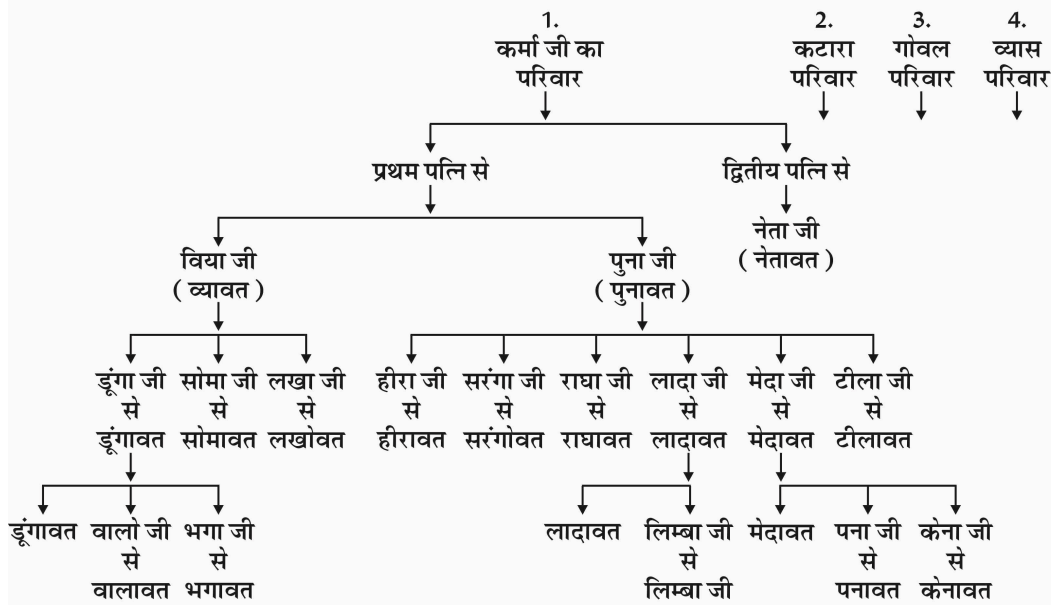 1.
कर्मा जी का
परिवार
2.
कटारा
परिवार
3.
गोवल
परिवार
4.
व्यास
परिवार
प्रथम पत्नि से
द्वितीय पत्नि से
नेता जी
( नेतावत )
विया जी
( व्यावत )
पुना जी
( पुनावत )
डूंगा जी
से
डूंगावत
सोमा जी
से
सोमावत
लखा जी
से
लखोवत
हीरा जी
से
हीरावत
सरंगा जी
से
सरंगोवत
राघा जी
से
राघावत
लादा जी
से
लादावत
मेदा जी
से
मेदावत
टीला जी
से
टीलावत
डूंगावत
वालो जी
से
वालावत
भगा जी
से
भगावत
लादावत
लिम्बा जी
से
लिम्बा जी
मेदावत
पना जी
से
पनावत
केना जी
से
केनावत